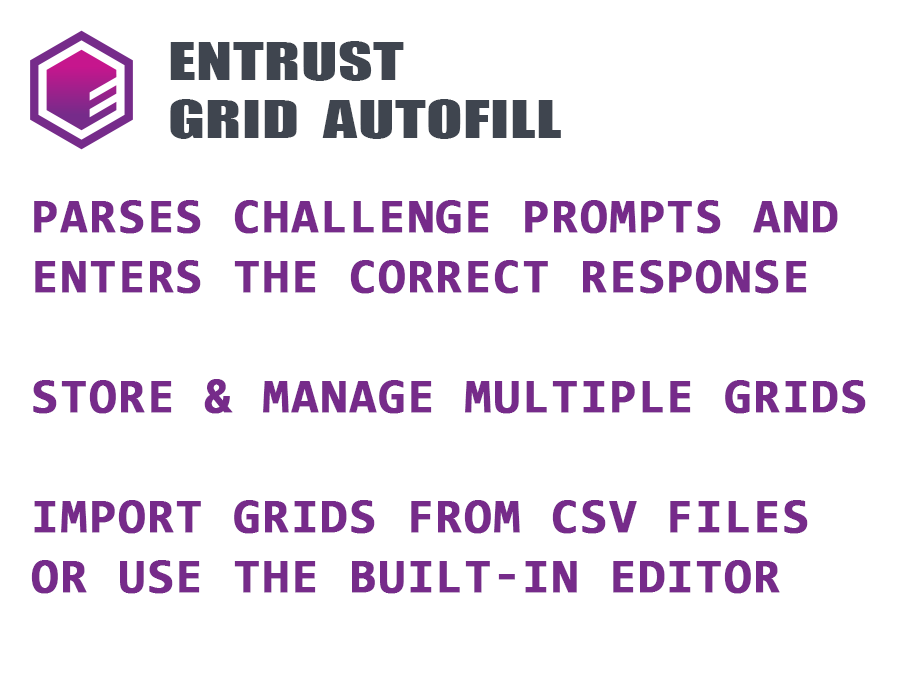 ENTRUST
GRID AUTOFILL
PARSES CHALLENGE PROMPTS AND
ENTERS THE CORRECT RESPONSE
STORE & MANAGE MULTIPLE GRIDS
IMPORT GRIDS FROM CSV FILES
OR USE THE BUILT-IN EDITOR